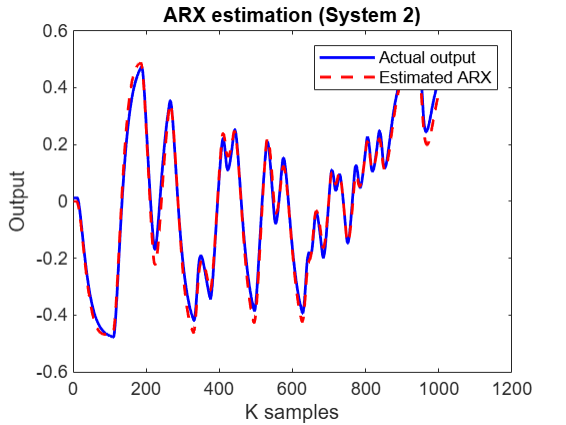 ARX estimation (System 2)
Actual output
Estimated ARX
Output
0.6
0.4
0.2
0
-0.2
-0.4
-0.6
0 200 400 600 800 1000 1200
K samples